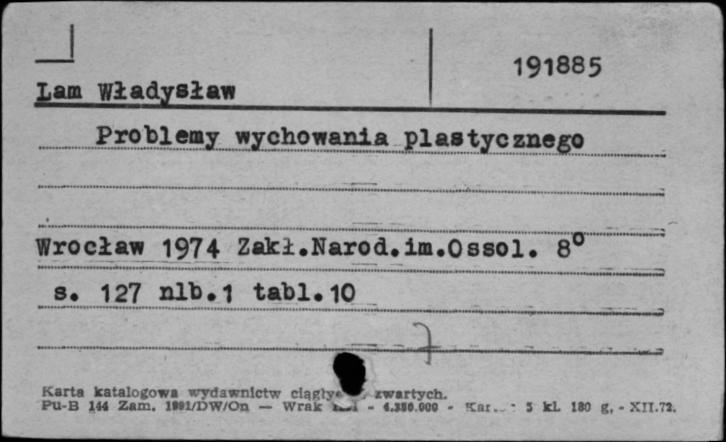 191885
Lam Władysław
Problemy wychowania plastycznego
Wrocław 1974 Zakł.Narod.im.Ossol. 8°
s. 127 nlb.1 tabl.10
Karta katalogowa wydawnictw zwartych.
Pu-B 144 Zam. 1991/DW/On — Wrak - 4.350.000 - 5 kl. 180 g, - XII.72.